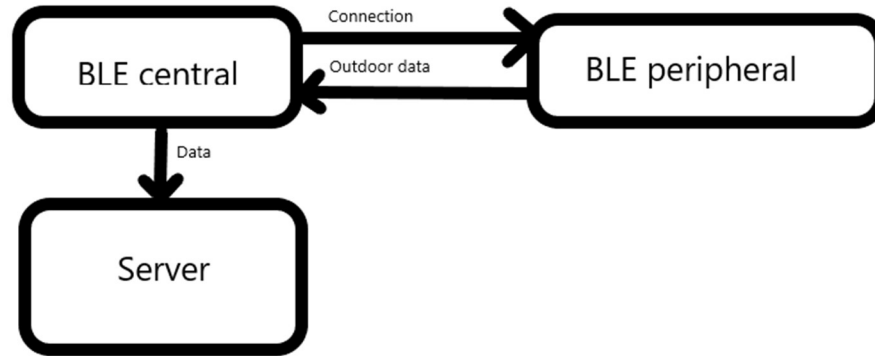 Connection
BLE central
Outdoor data
BLE peripheral
Data
Server